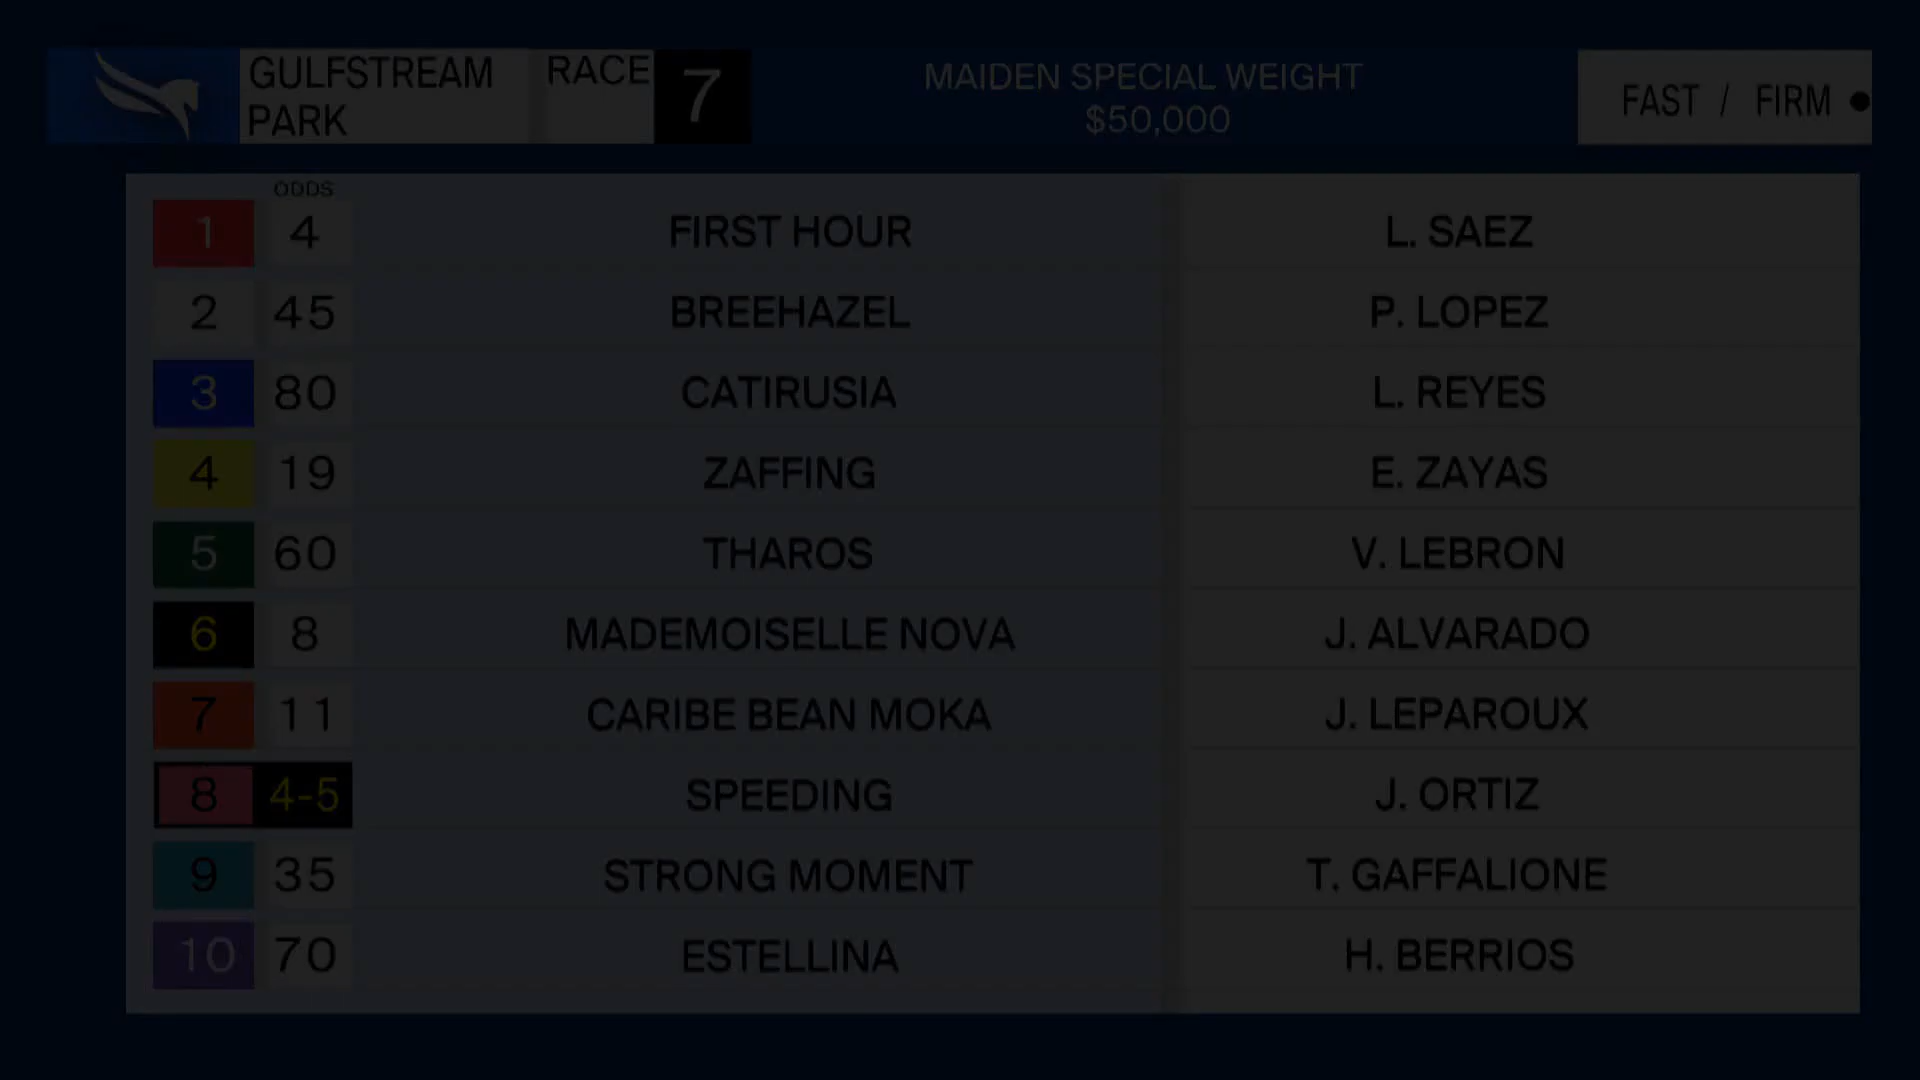 GULFSTREAM
PARK
RACE 7
MAIDEN SPECIAL WEIGHT
$50,000
FAST / FIRM
ODDS
1 4 FIRST HOUR L. SAEZ
2 45 BREEHAZEL P. LOPEZ
3 80 CATIRUSIA L. REYES
4 19 ZAFFING E. ZAYAS
5 60 THAROS V. LEBRON
6 8 MADEMOISELLE NOVA J. ALVARADO
7 11 CARIBE BEAN MOKA J. LEPAROUX
8 4-5 SPEEDING J. ORTIZ
9 35 STRONG MOMENT T. GAFFALIONE
10 70 ESTELLINA H. BERRIOS